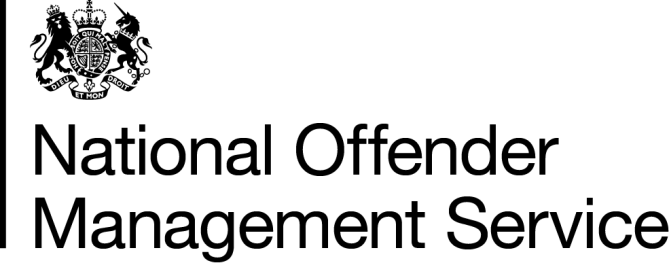 DIEU ET MON DROIT
National Offender
Management Service